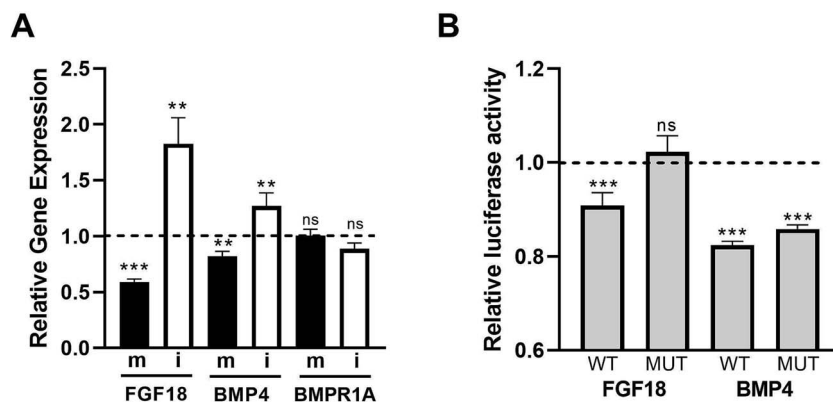 A
Relative Gene Expression
2.5
2.0
1.5
1.0
0.5
0.0
***
**
**
**
ns
ns
m i m i m i
FGF18 BMP4 BMPR1A
B
Relative luciferase activity
1.2
1.0
0.8
0.6
***
ns
***
***
WT MUT WT MUT
FGF18 BMP4